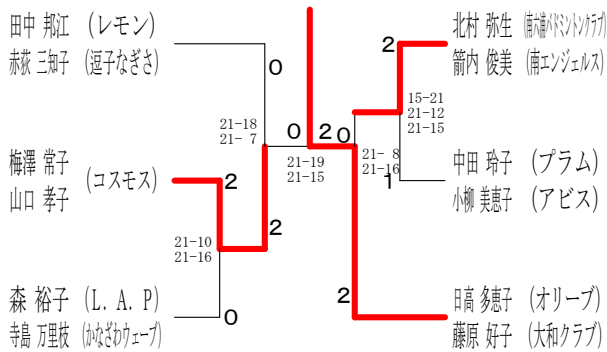 田中 邦江 (レモン)
赤荻 三知子 (逗子なぎさ)
0
21-18
21- 7
梅澤 常子
山口 孝子
(コスモス)
2
2
21-10
21-16
森 裕子 (L. A. P)
寺島 万里枝 (かなざわウェーブ)
0
0
2
21-19
21-15
北村 弥生 (南六浦バドミントンクラブ)
箭内 俊美 (南エンジェルス)
2
15-21
21-12
21-15
0
21- 8
21-16
1
中田 玲子 (プラム)
小柳 美恵子 (アビス)
2
日高 多恵子 (オリーブ)
藤原 好子 (大和クラブ)